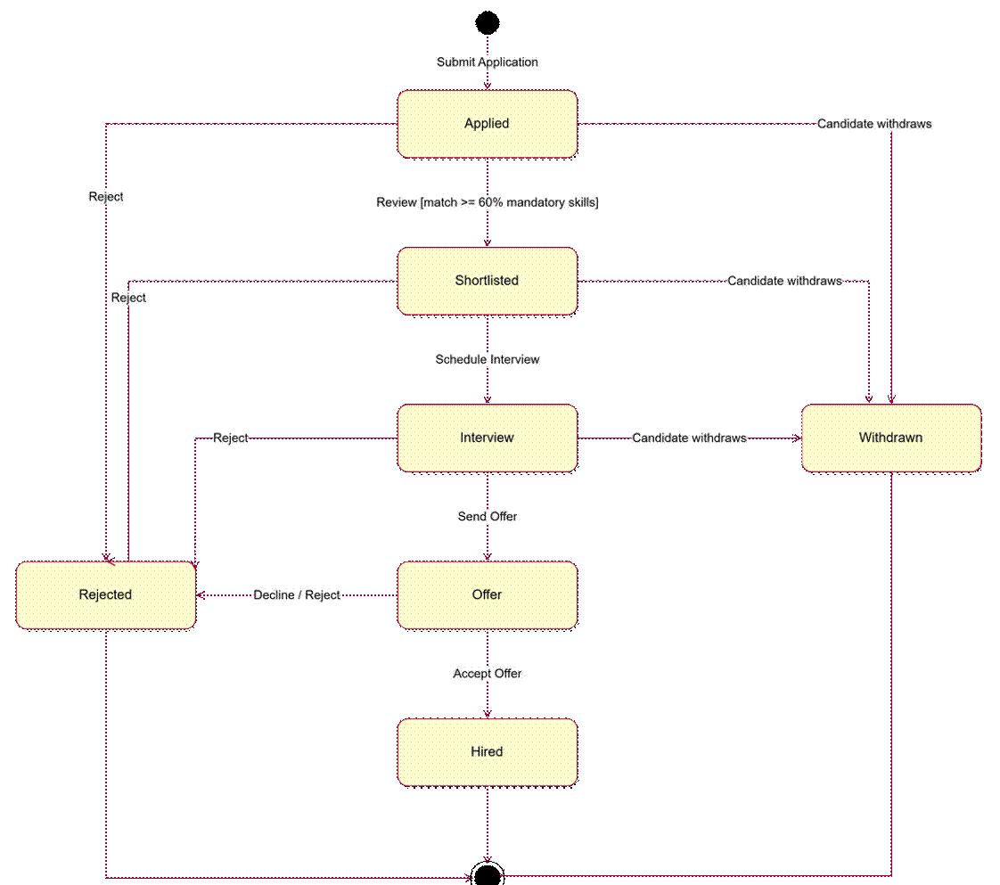 Submit Application
Applied
Candidate withdraws
Reject
Review [match >= 60% mandatory skills]
Shortlisted
Candidate withdraws
Reject
Schedule Interview
Interview
Candidate withdraws
Withdrawn
Reject
Send Offer
Rejected
Decline / Reject
Offer
Accept Offer
Hired